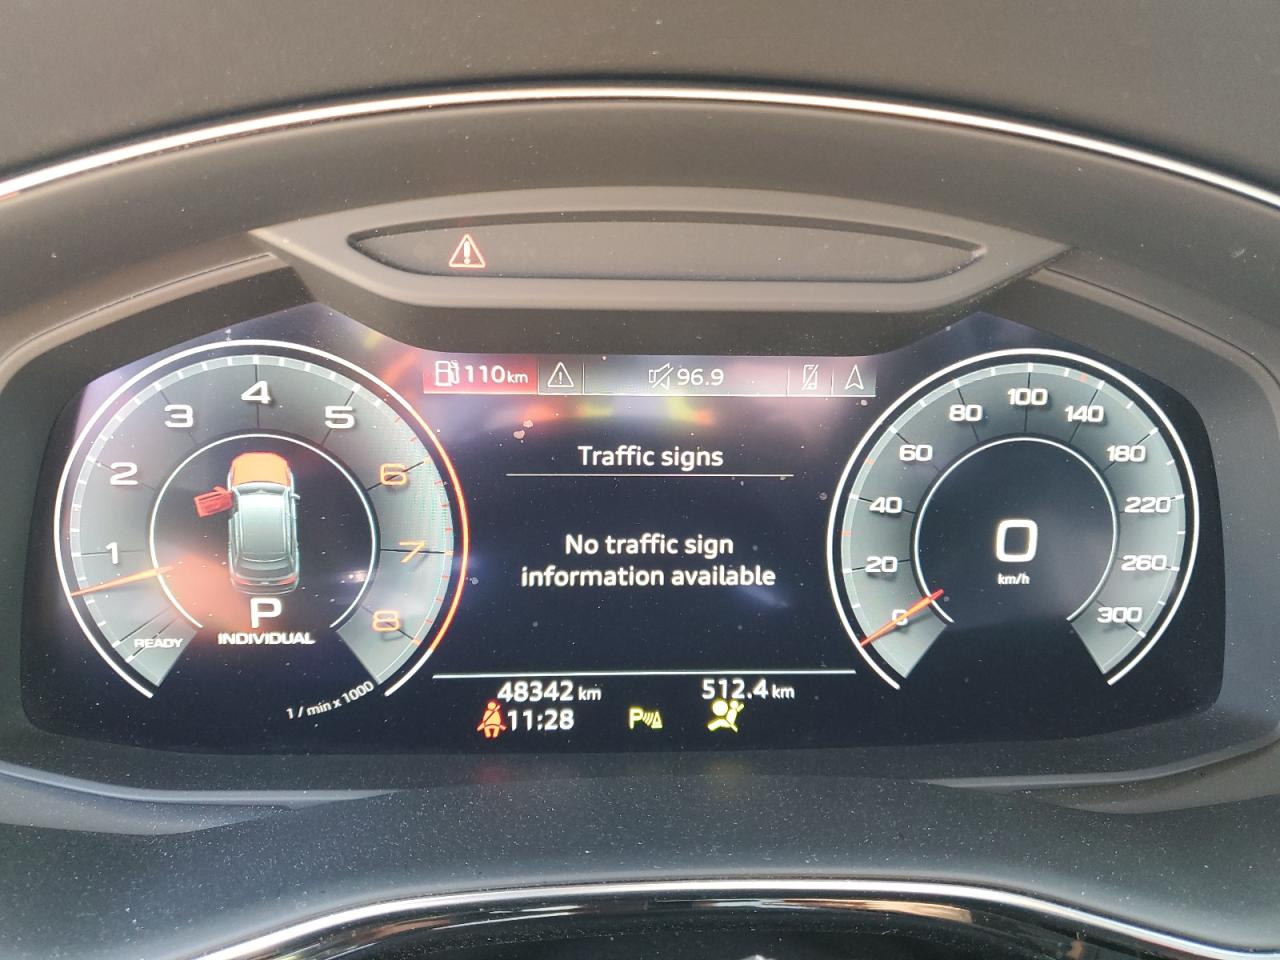 110 km
96.9
Traffic signs
No traffic sign
information available
1
2
3
4
5
6
7
8
READY
P
INDIVIDUAL
1 / min x 1000
0
20
40
60
80
100
140
180
220
260
300
0
km/h
48342 km
512.4 km
11:28
P